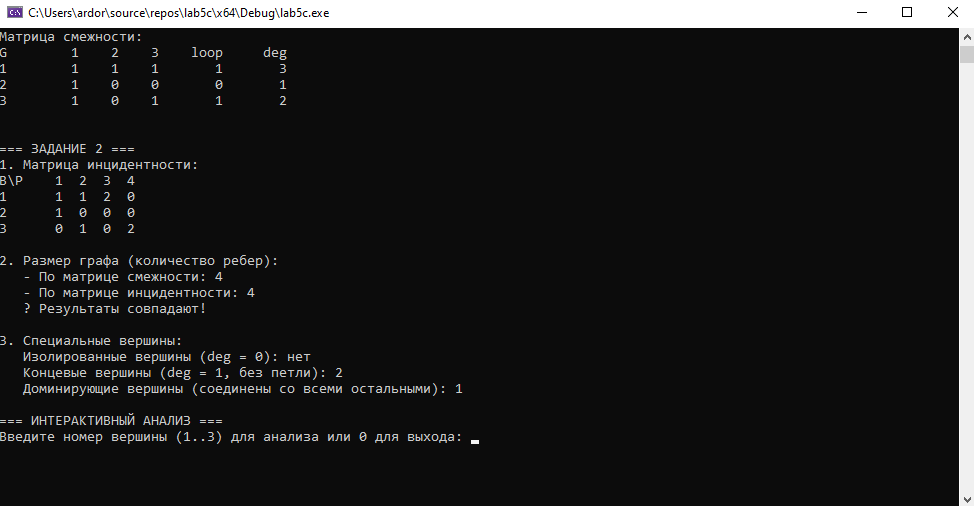 C:\Users\ardor\source\repos\lab5c\x64\Debug\lab5c.exe
Матрица смежности:
G        1    2    3    loop     deg
1        1    1    1       1       3
2        1    0    0       0       1
3        1    0    1       1       2
=== ЗАДАНИЕ 2 ===
1. Матрица инцидентности:
В\Р    1  2  3  4
1      1  1  2  0
2      1  0  0  0
3      0  1  0  2
2. Размер графа (количество ребер):
   - По матрице смежности: 4
   - По матрице инцидентности: 4
   ? Результаты совпадают!
3. Специальные вершины:
   Изолированные вершины (deg = 0): нет
   Концевые вершины (deg = 1, без петли): 2
   Доминирующие вершины (соединены со всеми остальными): 1
=== ИНТЕРАКТИВНЫЙ АНАЛИЗ ===
Введите номер вершины (1..3) для анализа или 0 для выхода: